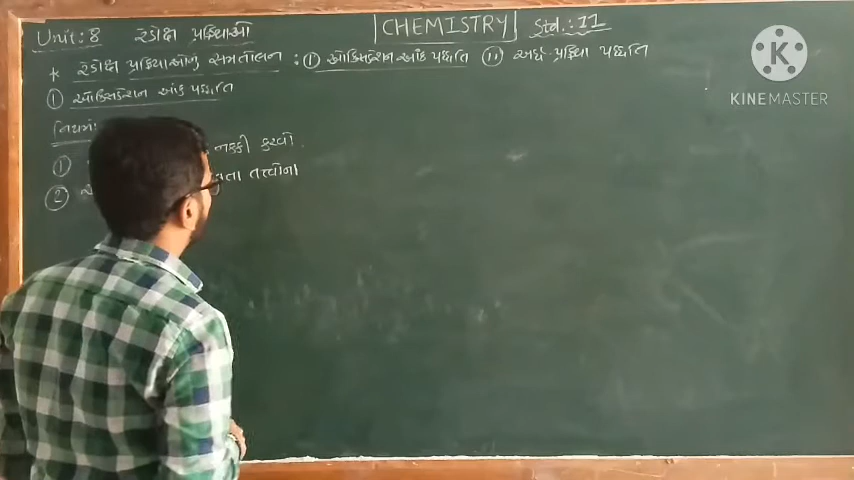 Unit: 8 રેડોક્ષ પ્રક્રિયાઓ |CHEMISTRY| Std.: 11
* રેડોક્ષ પ્રક્રિયાઓનું સમતોલન : (i) ઓક્સિડેશન આંક પદ્ધતિ (ii) અર્ધ પ્રક્રિયા પદ્ધતિ
(i) ઓક્સિડેશન આંક પદ્ધતિ
KINEMASTER
નિયમો
① નક્કી કરવો.
② તત્વોના